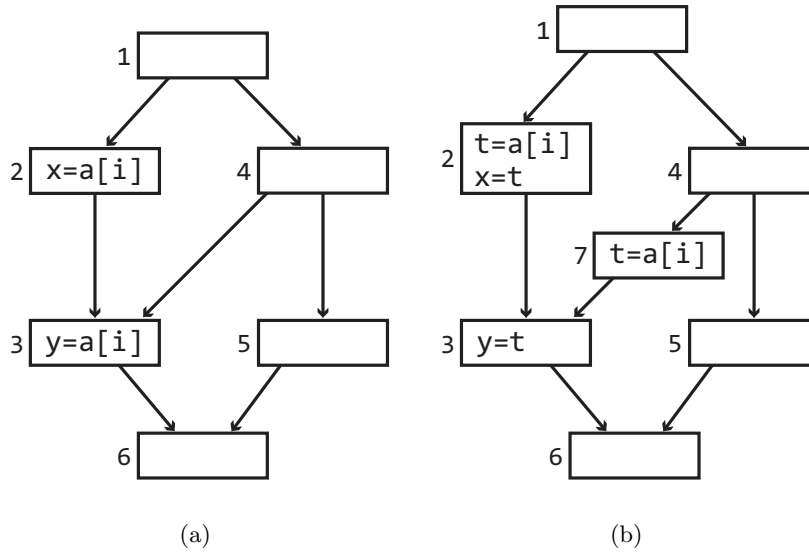 1
2 x=a[i]
4
3 y=a[i]
5
6
(a)
1
2 t=a[i]
x=t
4
7 t=a[i]
3 y=t
5
6
(b)